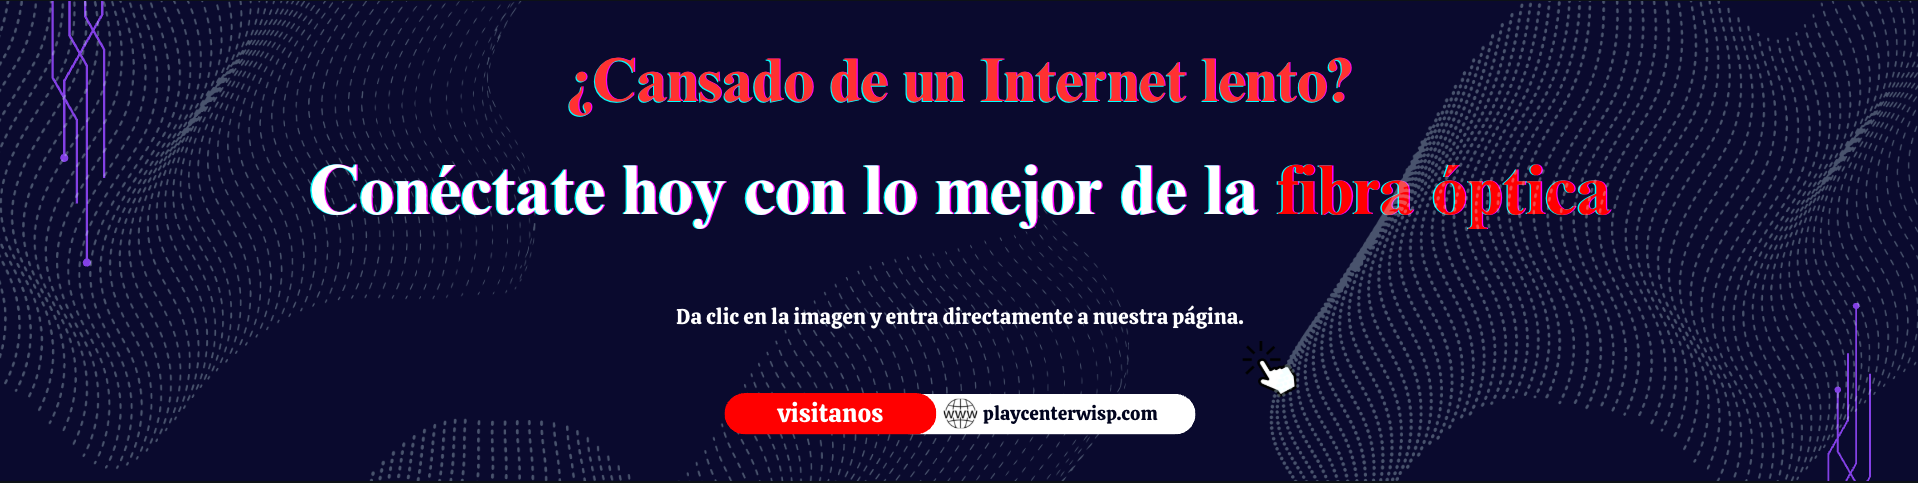 ¿Cansado de un Internet lento?
Conéctate hoy con lo mejor de la fibra óptica
Da clic en la imagen y entra directamente a nuestra página.
visitanos www playcenterwisp.com